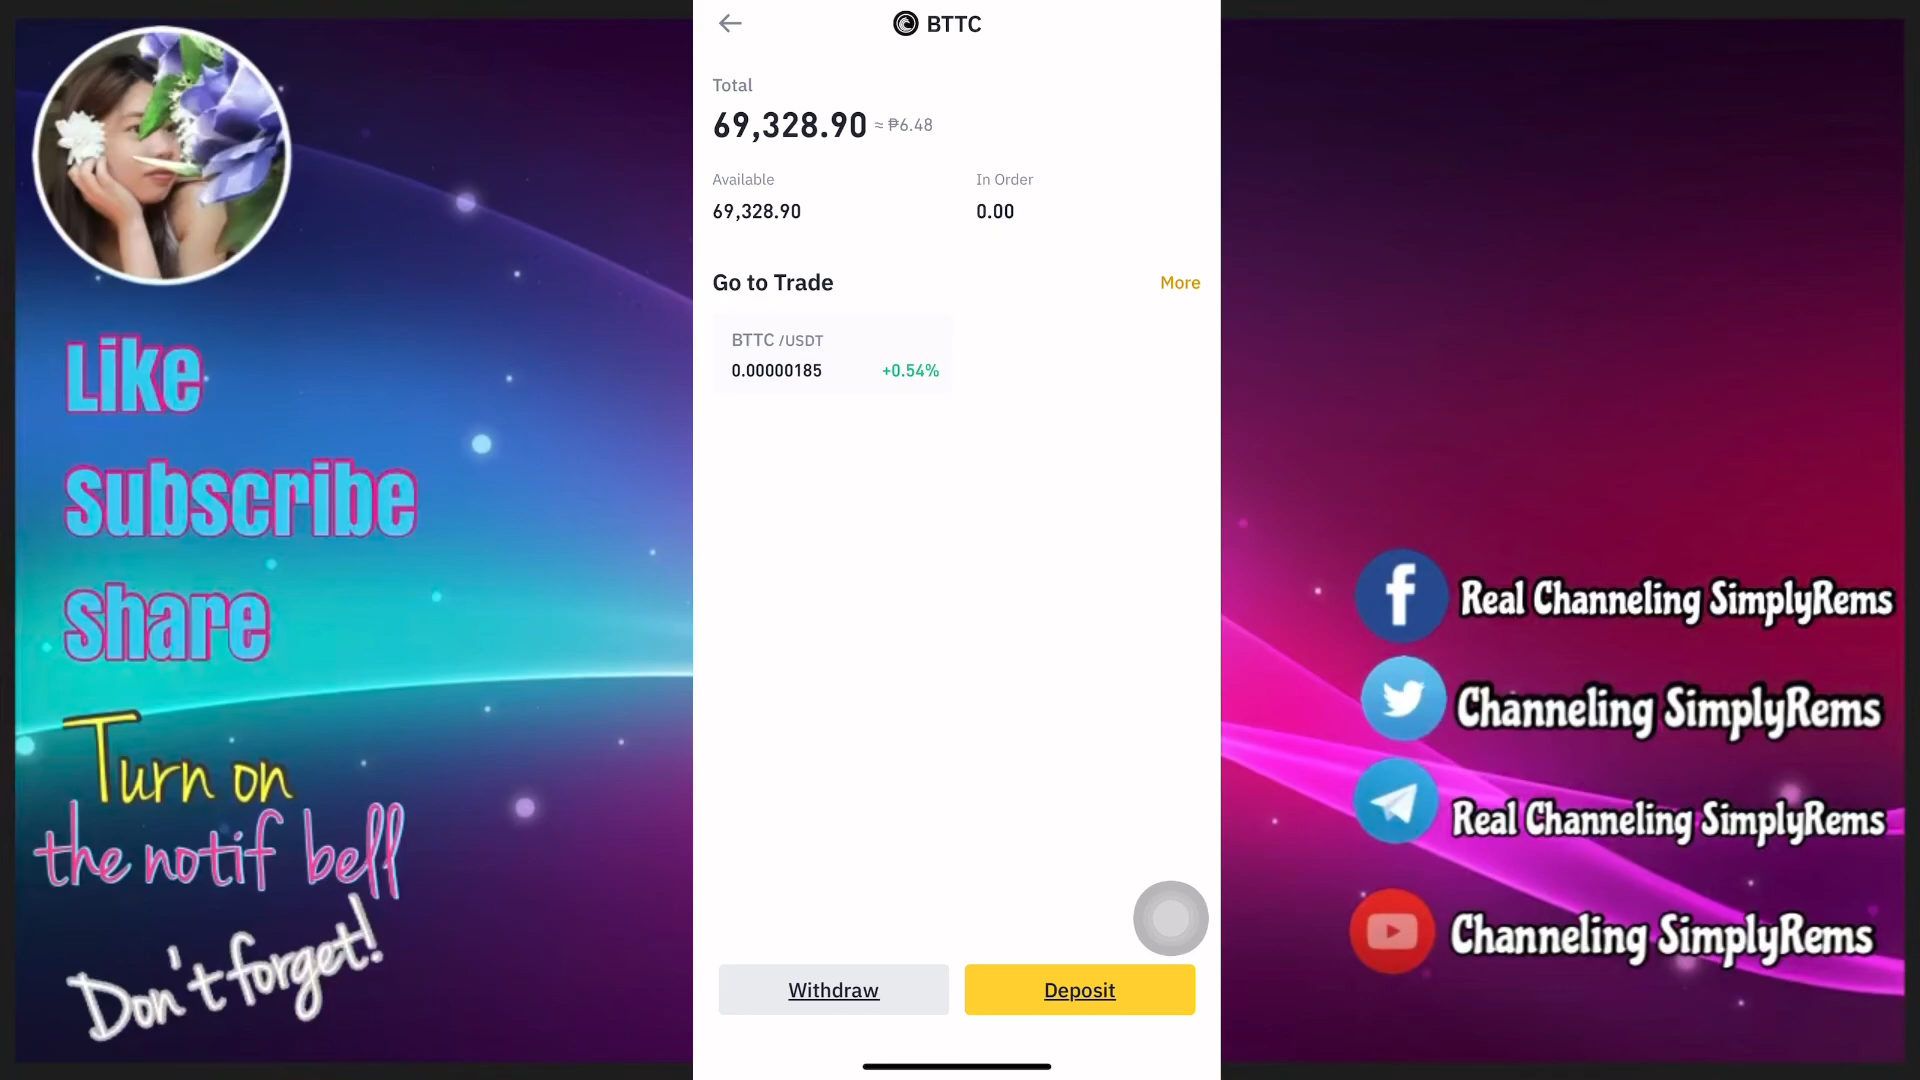 BTTC
Total
69,328.90 ≈ ₱6.48
Available
In Order
69,328.90
0.00
Go to Trade
More
BTTC /USDT
0.00000185
+0.54%
Withdraw
Deposit
Like
Subscribe
Share
Turn on
the notif bell
Don't forget!
Real Channeling SimplyRems
Channeling SimplyRems
Real Channeling SimplyRems
Channeling SimplyRems